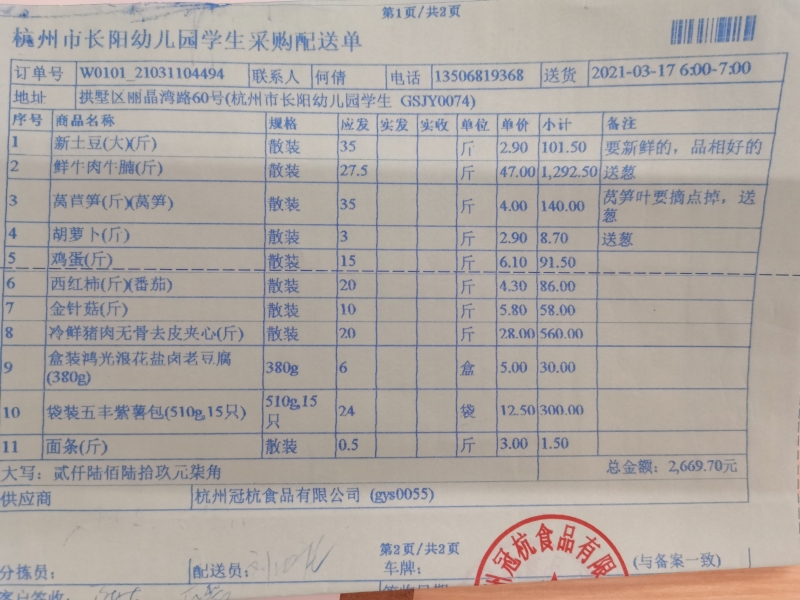 第1页/共2页
杭州市长阳幼儿园学生采购配送单
订单号 W0101_21031104494 联系人 何倩 电话 13506819368 送货 2021-03-17 6:00-7:00
地址 拱墅区丽晶湾路60号(杭州市长阳幼儿园学生 GSJY0074)
序号 商品名称 规格 应发 实发 实收 单位 单价 小计 备注
1 新土豆(大)(斤) 散装 35 斤 2.90 101.50 要新鲜的，品相好的
2 鲜牛肉牛腩(斤) 散装 27.5 斤 47.00 1,292.50 送葱
3 莴苣笋(斤)(莴笋) 散装 35 斤 4.00 140.00 莴笋叶要摘点掉，送
葱
4 胡萝卜(斤) 散装 3 斤 2.90 8.70 送葱
5 鸡蛋(斤) 散装 15 斤 6.10 91.50
6 西红柿(斤)(番茄) 散装 20 斤 4.30 86.00
7 金针菇(斤) 散装 10 斤 5.80 58.00
8 冷鲜猪肉无骨去皮夹心(斤) 散装 20 斤 28.00 560.00
9 盒装鸿光浪花盐卤老豆腐
(380g) 380g 6 盒 5.00 30.00
10 袋装五丰紫薯包(510g,15只) 510g,15
只 24 袋 12.50 300.00
11 面条(斤) 散装 0.5 斤 3.00 1.50
大写：贰仟陆佰陆拾玖元柒角 总金额：2,669.70元
供应商 杭州冠杭食品有限公司 (gys0055)
第2页/共2页
分拣员： 配送员： 车牌： (与备案一致)
客户签收：
州冠杭食品有限